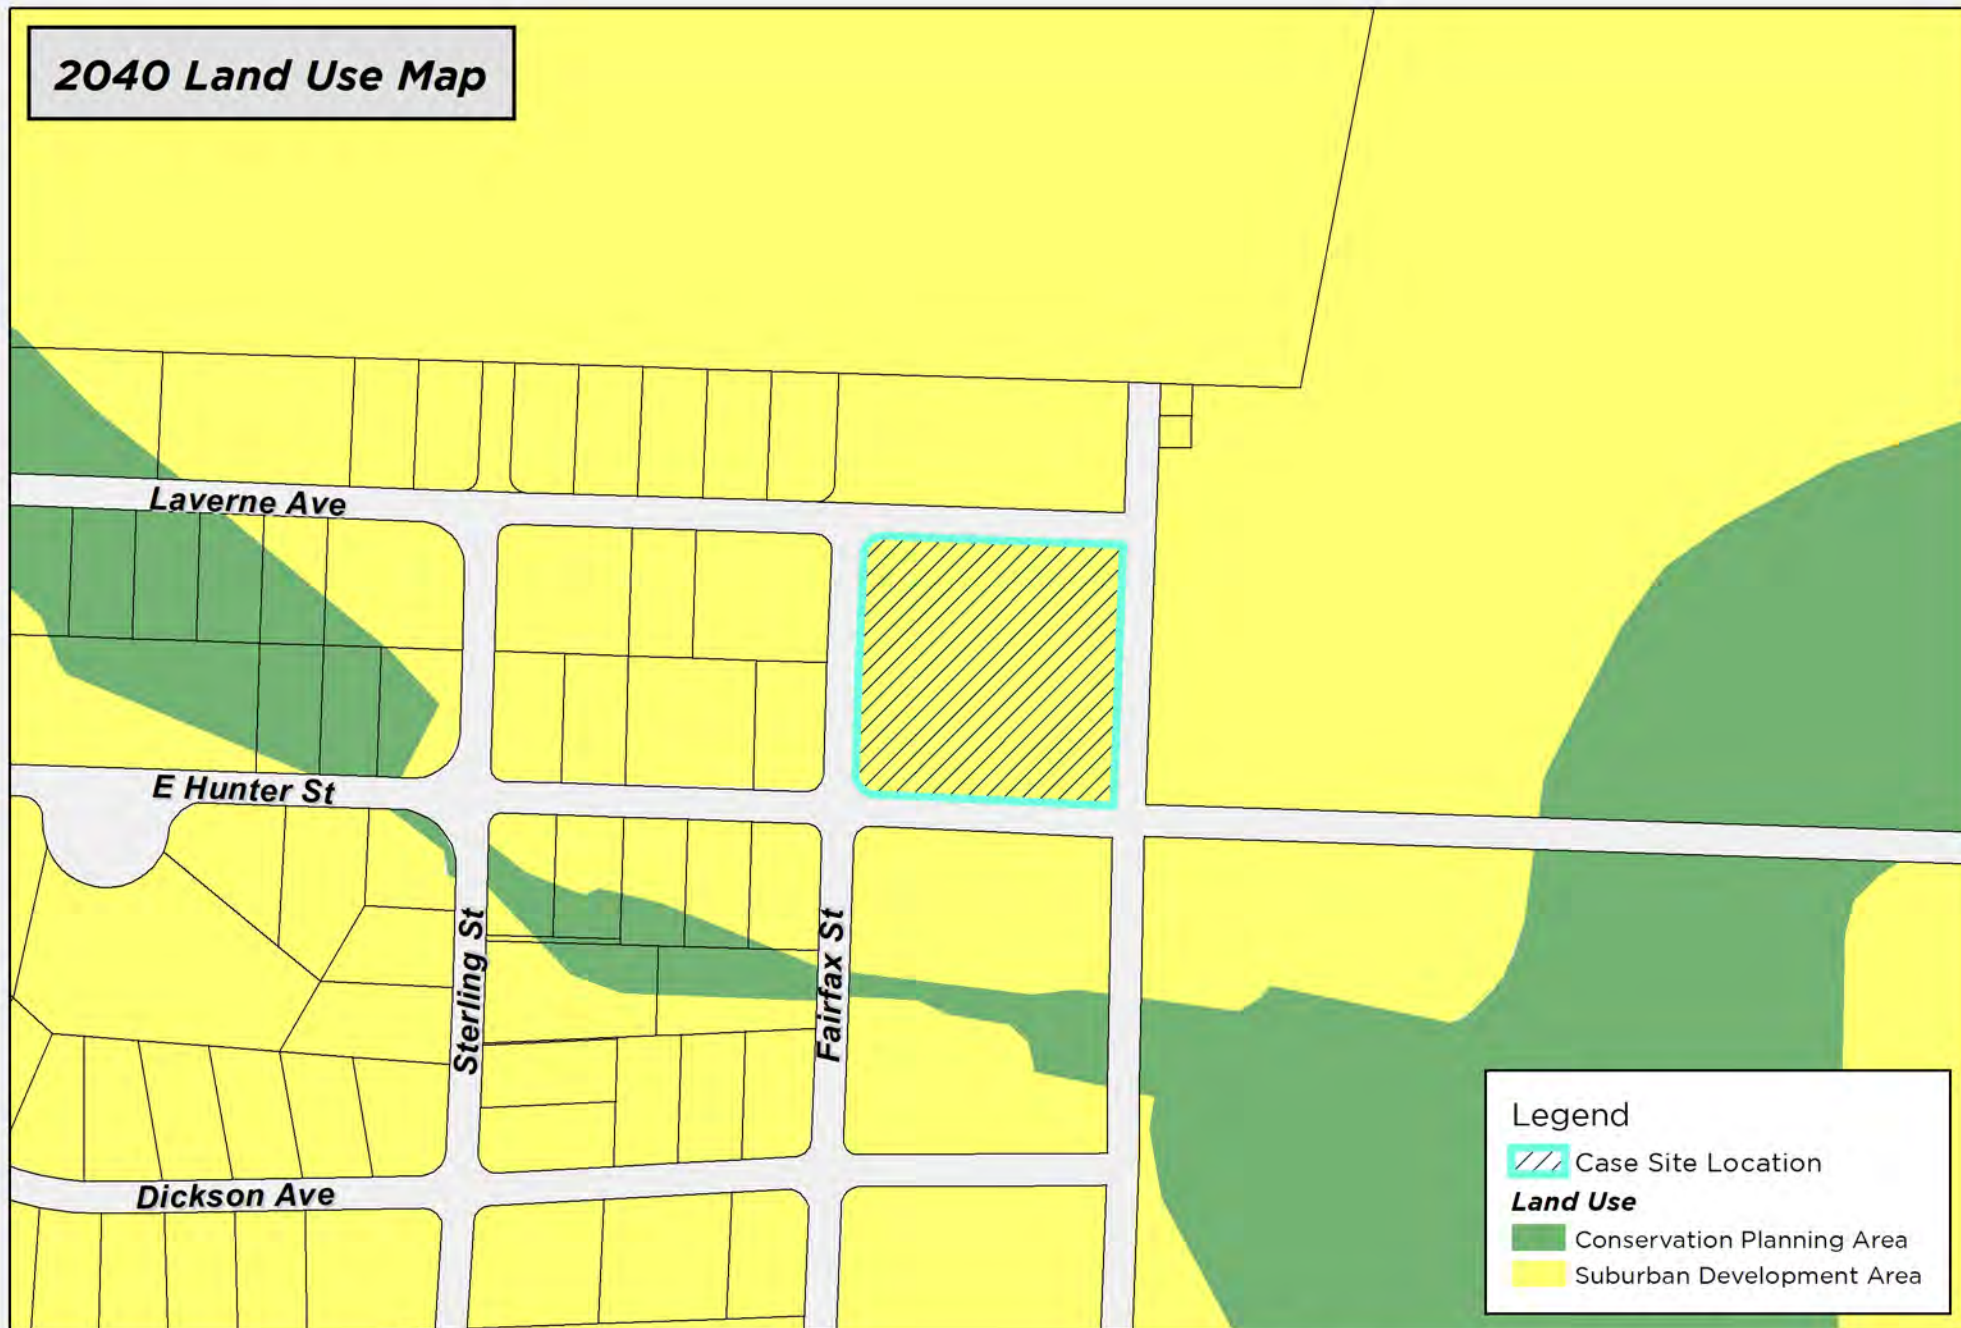 2040 Land Use Map
Laverne Ave
E Hunter St
Sterling St
Fairfax St
Dickson Ave
Legend
Case Site Location
Land Use
Conservation Planning Area
Suburban Development Area